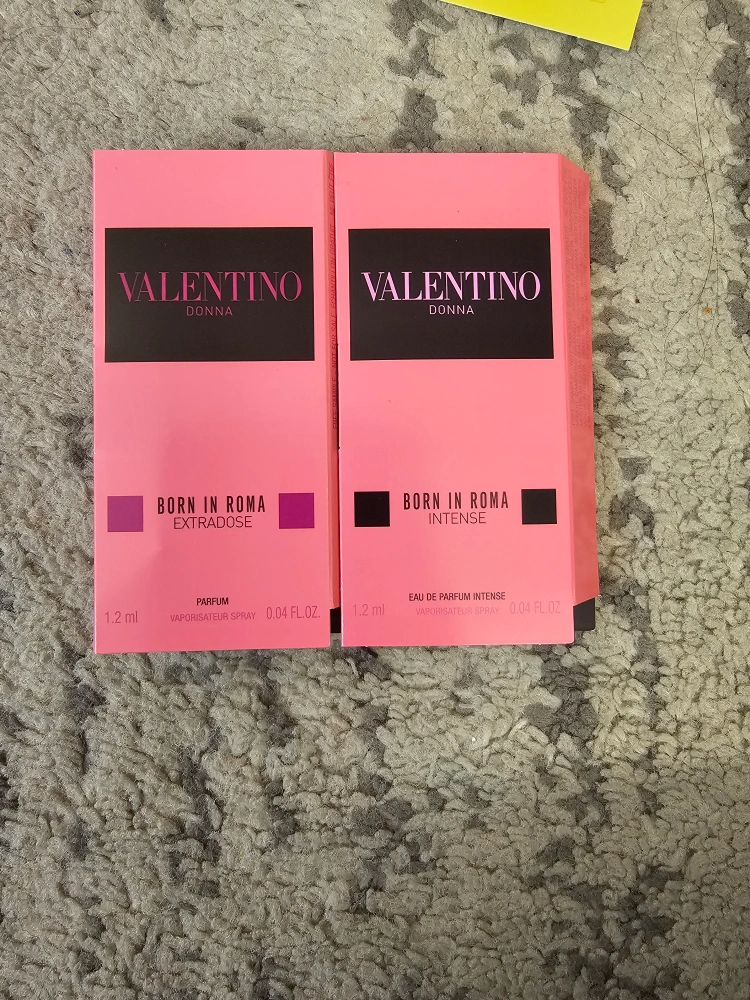 VALENTINO
DONNA
BORN IN ROMA
EXTRADOSE
PARFUM
1.2 ml VAPORISATEUR SPRAY 0.04 FL.OZ.
VALENTINO
DONNA
BORN IN ROMA
INTENSE
EAU DE PARFUM INTENSE
1.2 ml VAPORISATEUR SPRAY 0.04 FL.OZ